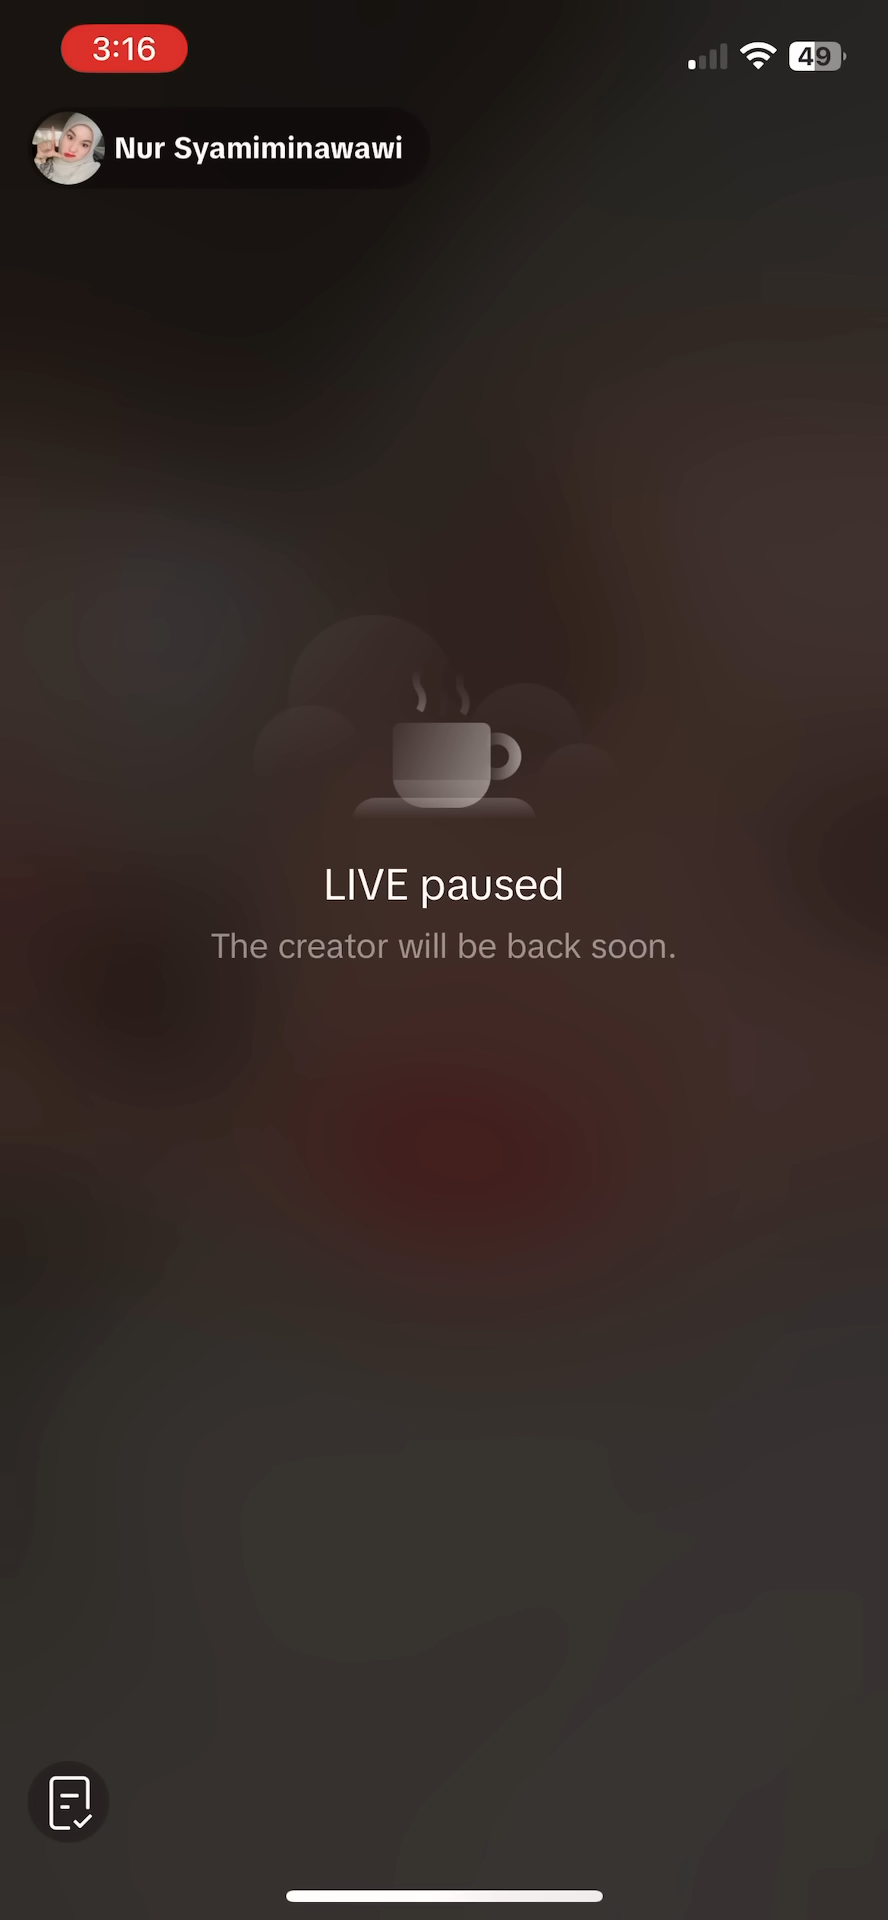 3:16
49
Nur Syamiminawawi
LIVE paused
The creator will be back soon.